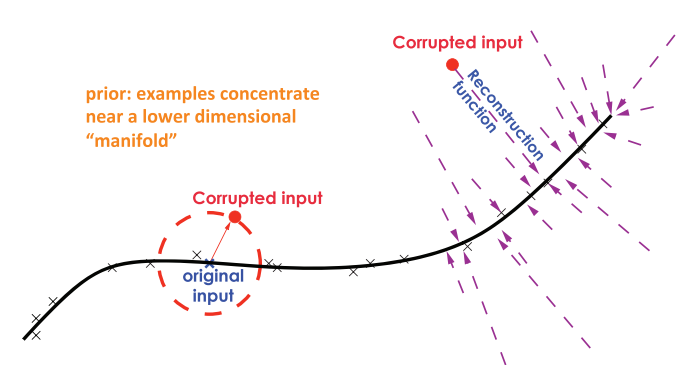 Corrupted input
Reconstruction
function
prior: examples concentrate
near a lower dimensional
“manifold”
Corrupted input
original
input